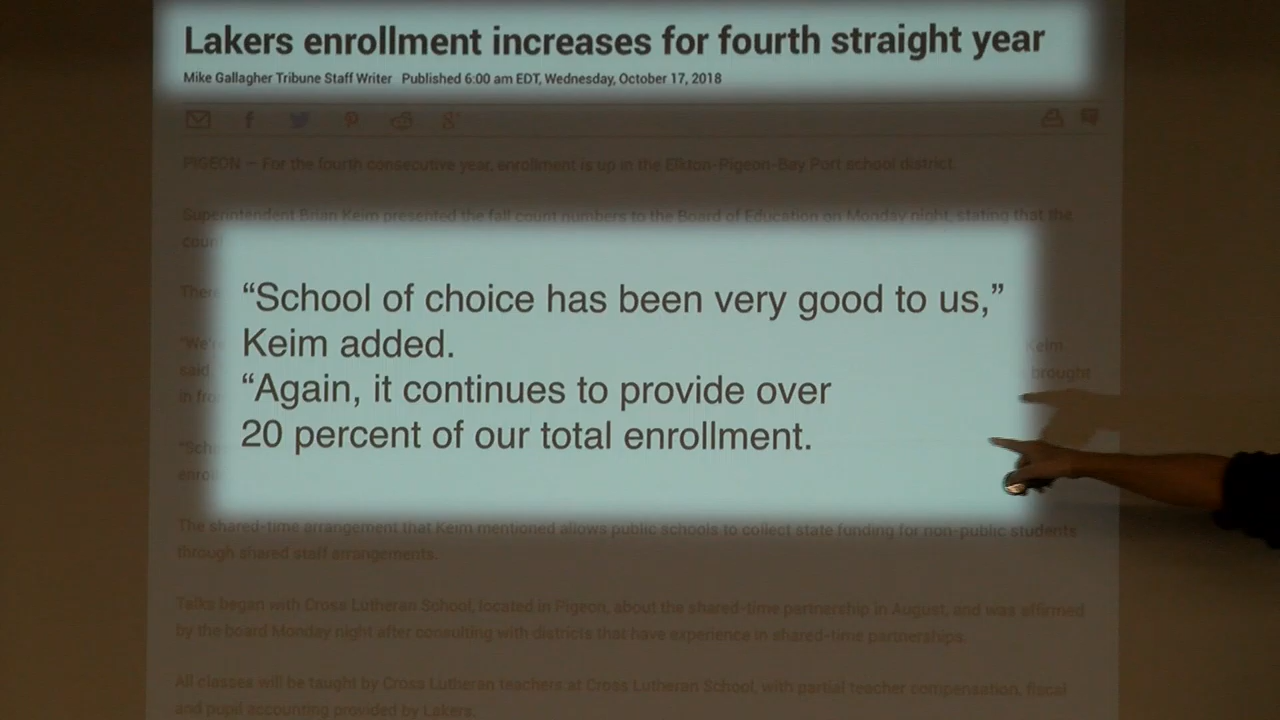 Lakers enrollment increases for fourth straight year
Mike Gallagher Tribune Staff Writer Published 6:00 am EDT, Wednesday, October 17, 2018
PIGEON — For the fourth consecutive year, enrollment is up in the Elkton-Pigeon-Bay Port school district.
Superintendent Brian Keim presented the fall count numbers to the Board of Education on Monday night, stating that the
“School of choice has been very good to us,”
Keim added.
“Again, it continues to provide over
20 percent of our total enrollment.
Keim
said
brought
The shared-time arrangement that Keim mentioned allows public schools to collect state funding for non-public students
through shared staff arrangements.
Talks began with Cross Lutheran School, located in Pigeon, about the shared-time partnership in August, and was affirmed
by the board Monday night after consulting with districts that have experience in shared-time partnerships.
All classes will be taught by Cross Lutheran teachers at Cross Lutheran School, with partial teacher compensation, fiscal
and pupil accounting provided by Lakers.